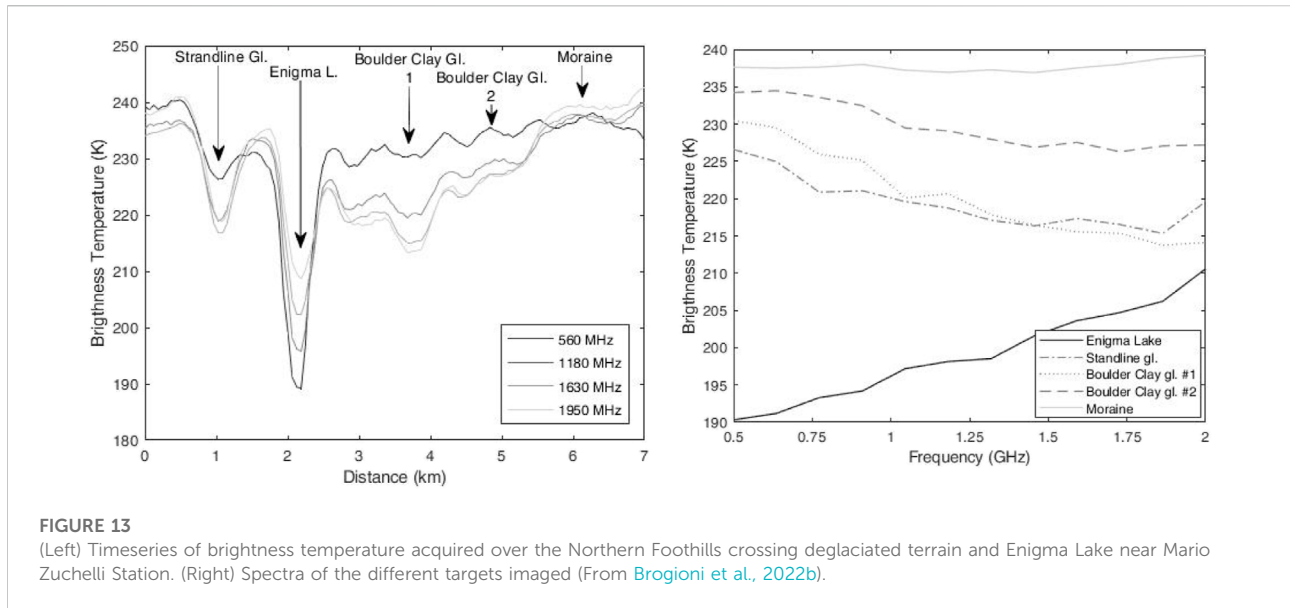 250
240
230
220
210
200
190
180
Brigthness Temperature (K)
Strandline Gl.
Enigma L.
Boulder Clay Gl.
1
Boulder Clay Gl.
2
Moraine
560 MHz
1180 MHz
1630 MHz
1950 MHz
0 1 2 3 4 5 6 7
Distance (km)
240
235
230
225
220
215
210
205
200
195
190
Brigthness Temperature (K)
Enigma Lake
Standline gl.
Boulder Clay gl. #1
Boulder Clay gl. #2
Moraine
0.5 0.75 1 1.25 1.5 1.75 2
Frequency (GHz)
FIGURE 13
(Left) Timeseries of brightness temperature acquired over the Northern Foothills crossing deglaciated terrain and Enigma Lake near Mario
Zuchelli Station. (Right) Spectra of the different targets imaged (From Brogioni et al., 2022b).